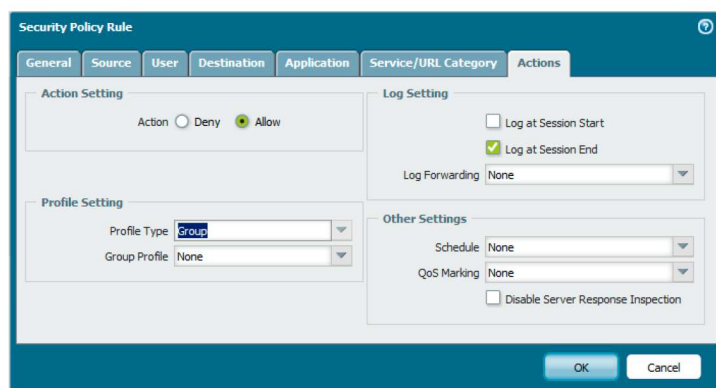 Security Policy Rule
General Source User Destination Application Service/URL Category Actions
Action Setting
Action Deny Allow
Profile Setting
Profile Type Group
Group Profile None
Log Setting
Log at Session Start
Log at Session End
Log Forwarding None
Other Settings
Schedule None
QoS Marking None
Disable Server Response Inspection
OK Cancel